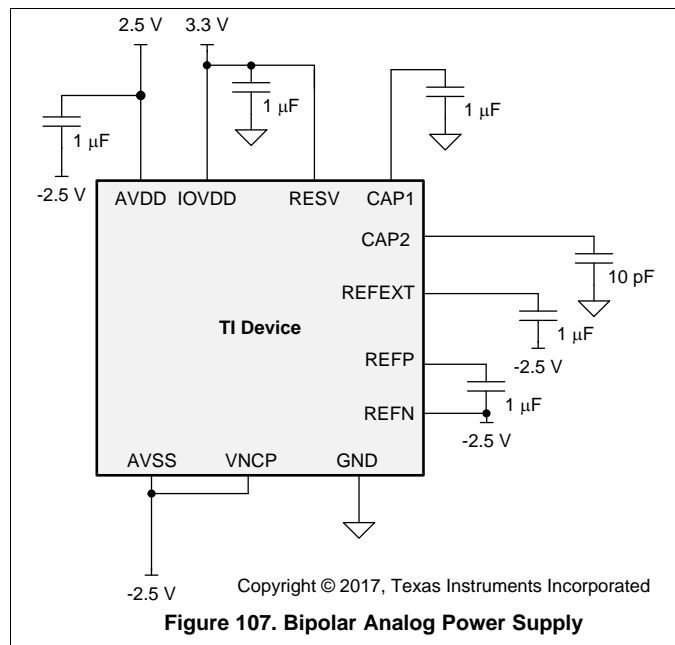 2.5 V 3.3 V
1 μF
1 μF
1 μF
-2.5 V
AVDD IOVDD RESV CAP1
CAP2
10 pF
REFEXT
TI Device
1 μF
-2.5 V
REFP
1 μF
REFN
-2.5 V
AVSS VNCP GND
-2.5 V
Copyright © 2017, Texas Instruments Incorporated
Figure 107. Bipolar Analog Power Supply